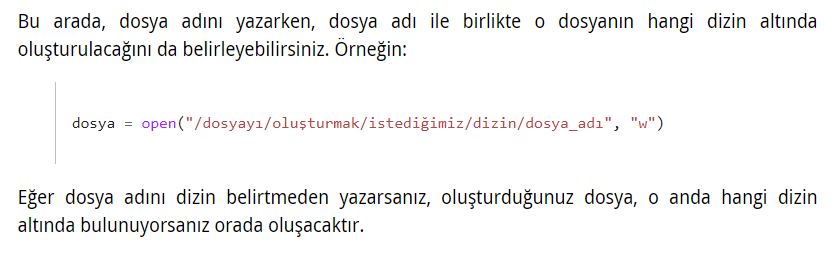 Bu arada, dosya adını yazarken, dosya adı ile birlikte o dosyanın hangi dizin altında
oluşturulacağını da belirleyebilirsiniz. Örneğin:
dosya = open("/dosyayı/oluşturmak/istediğimiz/dizin/dosya_adı", "w")
Eğer dosya adını dizin belirtmeden yazarsanız, oluşturduğunuz dosya, o anda hangi dizin
altında bulunuyorsanız orada oluşacaktır.